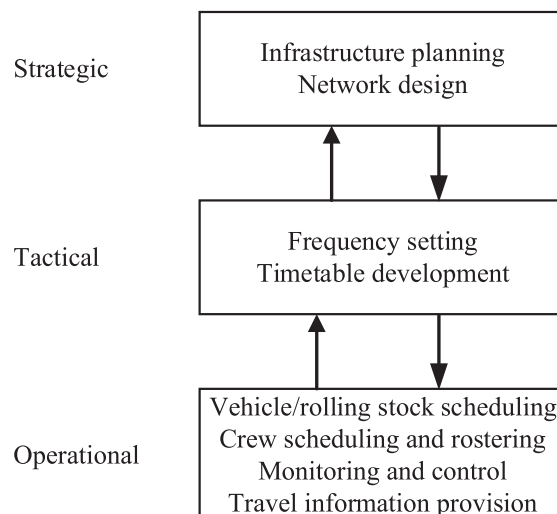 Strategic
Infrastructure planning
Network design
Tactical
Frequency setting
Timetable development
Operational
Vehicle/rolling stock scheduling
Crew scheduling and rostering
Monitoring and control
Travel information provision